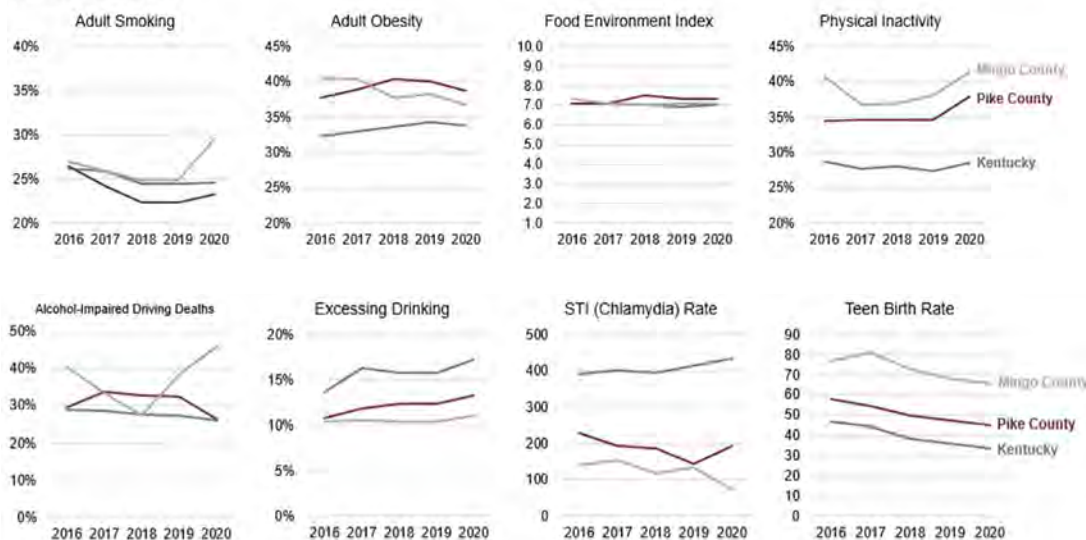 Adult Smoking
40%
35%
30%
25%
20%
2016 2017 2018 2019 2020
Adult Obesity
45%
40%
35%
30%
25%
20%
2016 2017 2018 2019 2020
Food Environment Index
10.0
9.0
8.0
7.0
6.0
5.0
4.0
3.0
2.0
1.0
2016 2017 2018 2019 2020
Physical Inactivity
45%
40%
35%
30%
25%
20%
2016 2017 2018 2019 2020
Mingo County
Pike County
Kentucky
Alcohol-Impaired Driving Deaths
50%
40%
30%
20%
10%
0%
2016 2017 2018 2019 2020
Excessing Drinking
20%
15%
10%
5%
0%
2016 2017 2018 2019 2020
STI (Chlamydia) Rate
500
400
300
200
100
0
2016 2017 2018 2019 2020
Teen Birth Rate
90
80
70
60
50
40
30
20
10
0
2016 2017 2018 2019 2020
Mingo County
Pike County
Kentucky